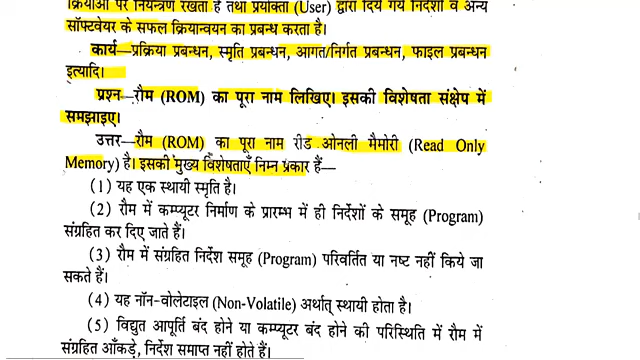 क्रियाओं पर नियन्त्रण रखता है तथा प्रयोक्ता (User) द्वारा दिये गये निर्देशों व अन्य
सॉफ्टवेयर के सफल क्रियान्वयन का प्रबन्ध करता है।
कार्य—प्रक्रिया प्रबन्धन, स्मृति प्रबन्धन, आगत/निर्गत प्रबन्धन, फाइल प्रबन्धन
इत्यादि।
प्रश्न—रौम (ROM) का पूरा नाम लिखिए। इसकी विशेषता संक्षेप में
समझाइए।
उत्तर—रौम (ROM) का पूरा नाम रीड ओनली मैमोरी (Read Only
Memory) है। इसकी मुख्य विशेषताएँ निम्न प्रकार हैं—
(1) यह एक स्थायी स्मृति है।
(2) रौम में कम्प्यूटर निर्माण के प्रारम्भ में ही निर्देशों के समूह (Program)
संग्रहित कर दिए जाते हैं।
(3) रौम में संग्रहित निर्देश समूह (Program) परिवर्तित या नष्ट नहीं किये जा
सकते हैं।
(4) यह नॉन-वोलेटाइल (Non-Volatile) अर्थात् स्थायी होता है।
(5) विद्युत आपूर्ति बंद होने या कम्प्यूटर बंद होने की परिस्थिति में रौम में
संग्रहित आँकड़े, निर्देश समाप्त नहीं होते हैं।